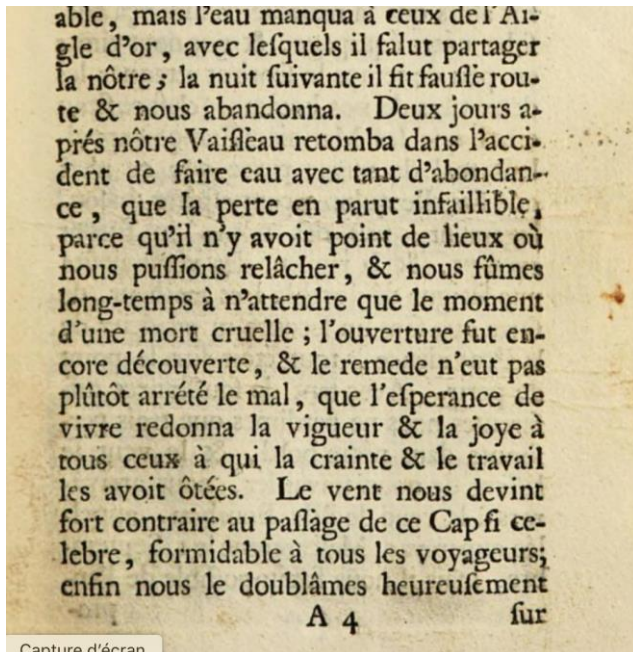 able, mais l'eau manqua à ceux de l'Ai-
gle d'or, avec leſquels il falut partager
la nôtre; la nuit ſuivante il fit fauſſe rou-
te & nous abandonna. Deux jours a-
prés nôtre Vaiſſeau retomba dans l'acci-
dent de faire eau avec tant d'abondan-
ce, que la perte en parut infaillible,
parce qu'il n'y avoit point de lieux où
nous puſſions relâcher, & nous fûmes
long-temps à n'attendre que le moment
d'une mort cruelle; l'ouverture fut en-
core découverte, & le remede n'eut pas
plûtôt arrété le mal, que l'eſperance de
vivre redonna la vigueur & la joye à
tous ceux à qui la crainte & le travail
les avoit ôtées. Le vent nous devint
fort contraire au paſſage de ce Cap ſi ce-
lebre, formidable à tous les voyageurs;
enfin nous le doublâmes heureuſement
A 4 ſur
Capture d'écran